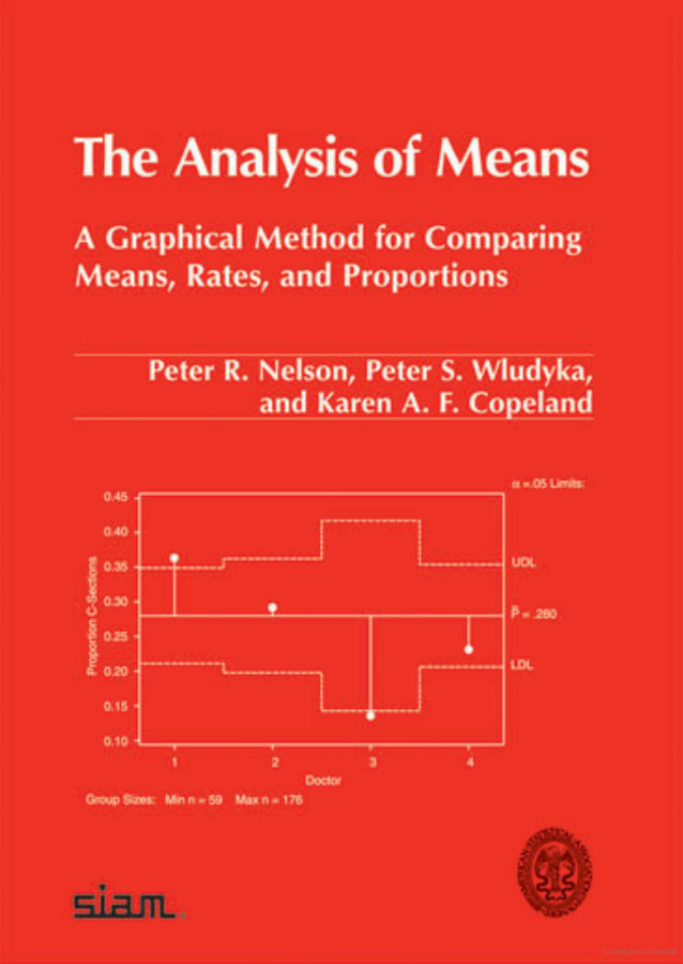 The Analysis of Means
A Graphical Method for Comparing
Means, Rates, and Proportions
Peter R. Nelson, Peter S. Wludyka,
and Karen A. F. Copeland
α = .05 Limits:
0.45
0.40
0.35
0.30
0.25
0.20
0.15
0.10
Proportion C-Sections
UDL
p̄ = .280
LDL
1 2 3 4
Doctor
Group Sizes: Min n = 59 Max n = 176
siam